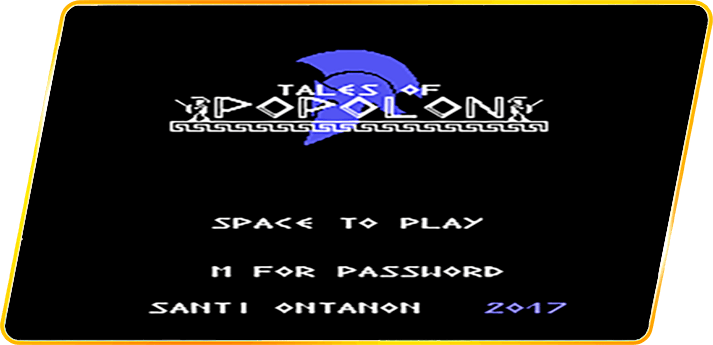 TALES OF
POPOLON
SPACE TO PLAY
M FOR PASSWORD
SANTI ONTANON 2017